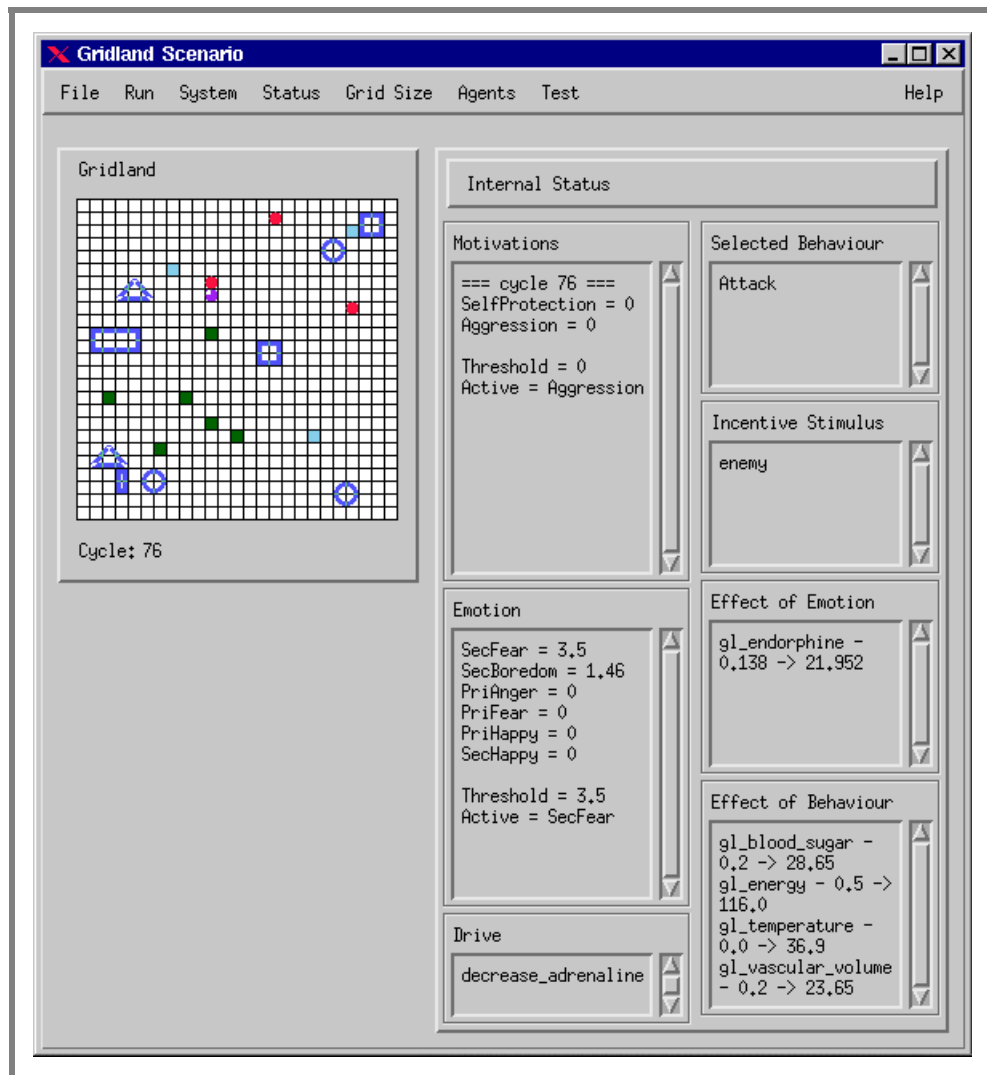 Gridland Scenario
File Run System Status Grid Size Agents Test Help
Gridland
Cycle: 76
Internal Status
Motivations
=== cycle 76 ===
SelfProtection = 0
Aggression = 0
Threshold = 0
Active = Aggression
Selected Behaviour
Attack
Incentive Stimulus
enemy
Emotion
SecFear = 3.5
SecBoredom = 1.46
PriAnger = 0
PriFear = 0
PriHappy = 0
SecHappy = 0
Threshold = 3.5
Active = SecFear
Effect of Emotion
gl_endorphine -
0.138 -> 21.952
Drive
decrease_adrenaline
Effect of Behaviour
gl_blood_sugar -
0.2 -> 28.65
gl_energy - 0.5 ->
116.0
gl_temperature -
0.0 -> 36.9
gl_vascular_volume
- 0.2 -> 23.65